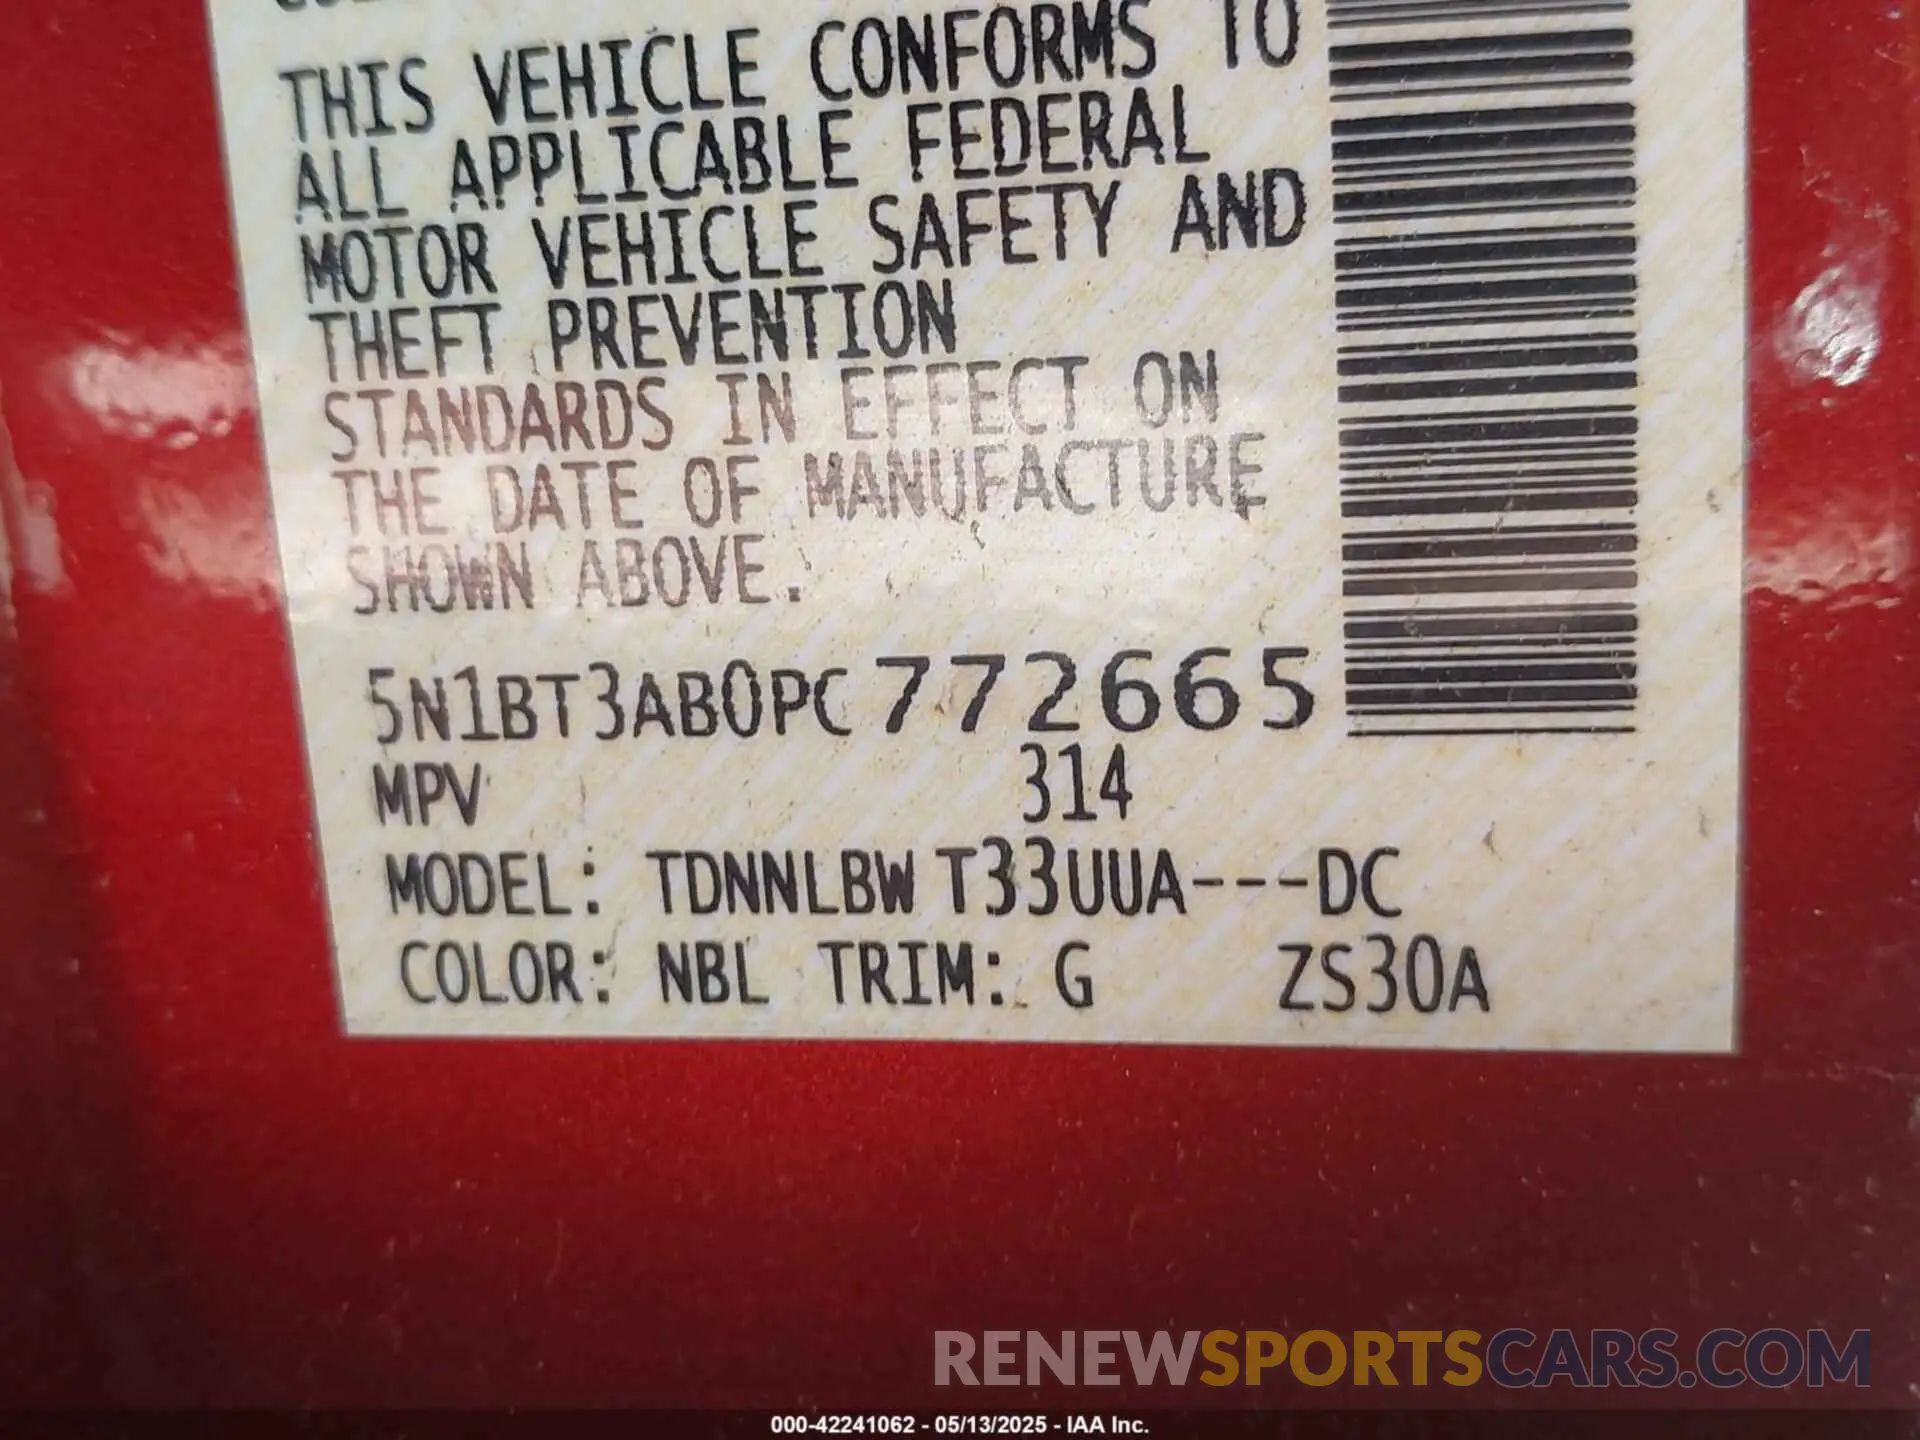 THIS VEHICLE CONFORMS TO
ALL APPLICABLE FEDERAL
MOTOR VEHICLE SAFETY AND
THEFT PREVENTION
STANDARDS IN EFFECT ON
THE DATE OF MANUFACTURE
SHOWN ABOVE.
5N1BT3AB0PC772665
MPV 314
MODEL: TDNNLBW T33UUA---DC
COLOR: NBL TRIM: G ZS30A
RENEWSPORTSCARS.COM
000-42241062 - 05/13/2025 - IAA Inc.